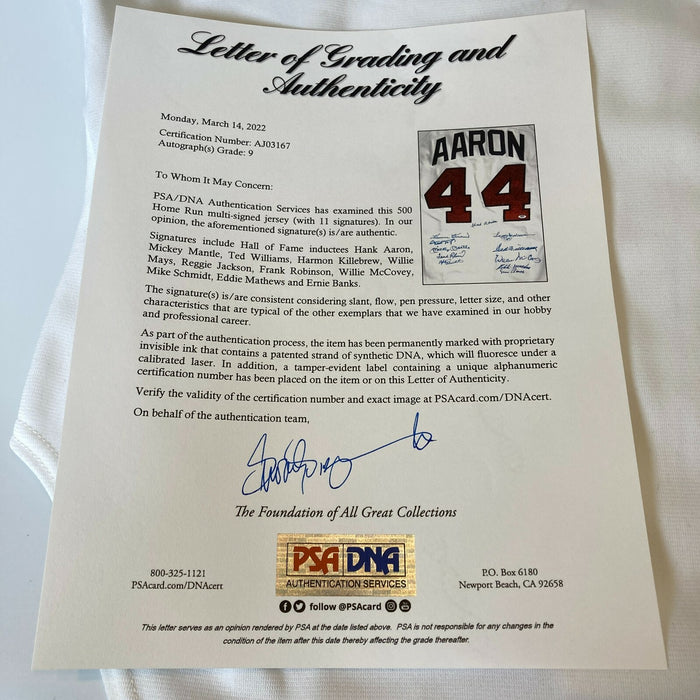 Letter of Grading and
Authenticity
Monday, March 14, 2022
Certification Number: AJ03167
Autograph(s) Grade: 9
To Whom It May Concern:
PSA/DNA Authentication Services has examined this 500
Home Run multi-signed jersey (with 11 signatures). In our
opinion, the aforementioned signature(s) is/are authentic.
Signatures include Hall of Fame inductees Hank Aaron,
Mickey Mantle, Ted Williams, Harmon Killebrew, Willie
Mays, Reggie Jackson, Frank Robinson, Willie McCovey,
Mike Schmidt, Eddie Mathews and Ernie Banks.
AARON
44
The signature(s) is/are consistent considering slant, flow, pen pressure, letter size, and other
characteristics that are typical of the other exemplars that we have examined in our hobby
and professional career.
As part of the authentication process, the item has been permanently marked with proprietary
invisible ink that contains a patented strand of synthetic DNA, which will fluoresce under a
calibrated laser. In addition, a tamper-evident label containing a unique alphanumeric
certification number has been placed on the item or on this Letter of Authenticity.
Verify the validity of the certification number and exact image at PSAcard.com/DNAcert.
On behalf of the authentication team,
The Foundation of All Great Collections
PSA DNA
AUTHENTICATION SERVICES
800-325-1121
PSAcard.com/DNAcert
P.O. Box 6180
Newport Beach, CA 92658
follow @PSAcard
This letter serves as an opinion rendered by PSA at the date listed above. PSA is not responsible for any changes in the
condition of the item after this date thereby affecting the grade thereafter.